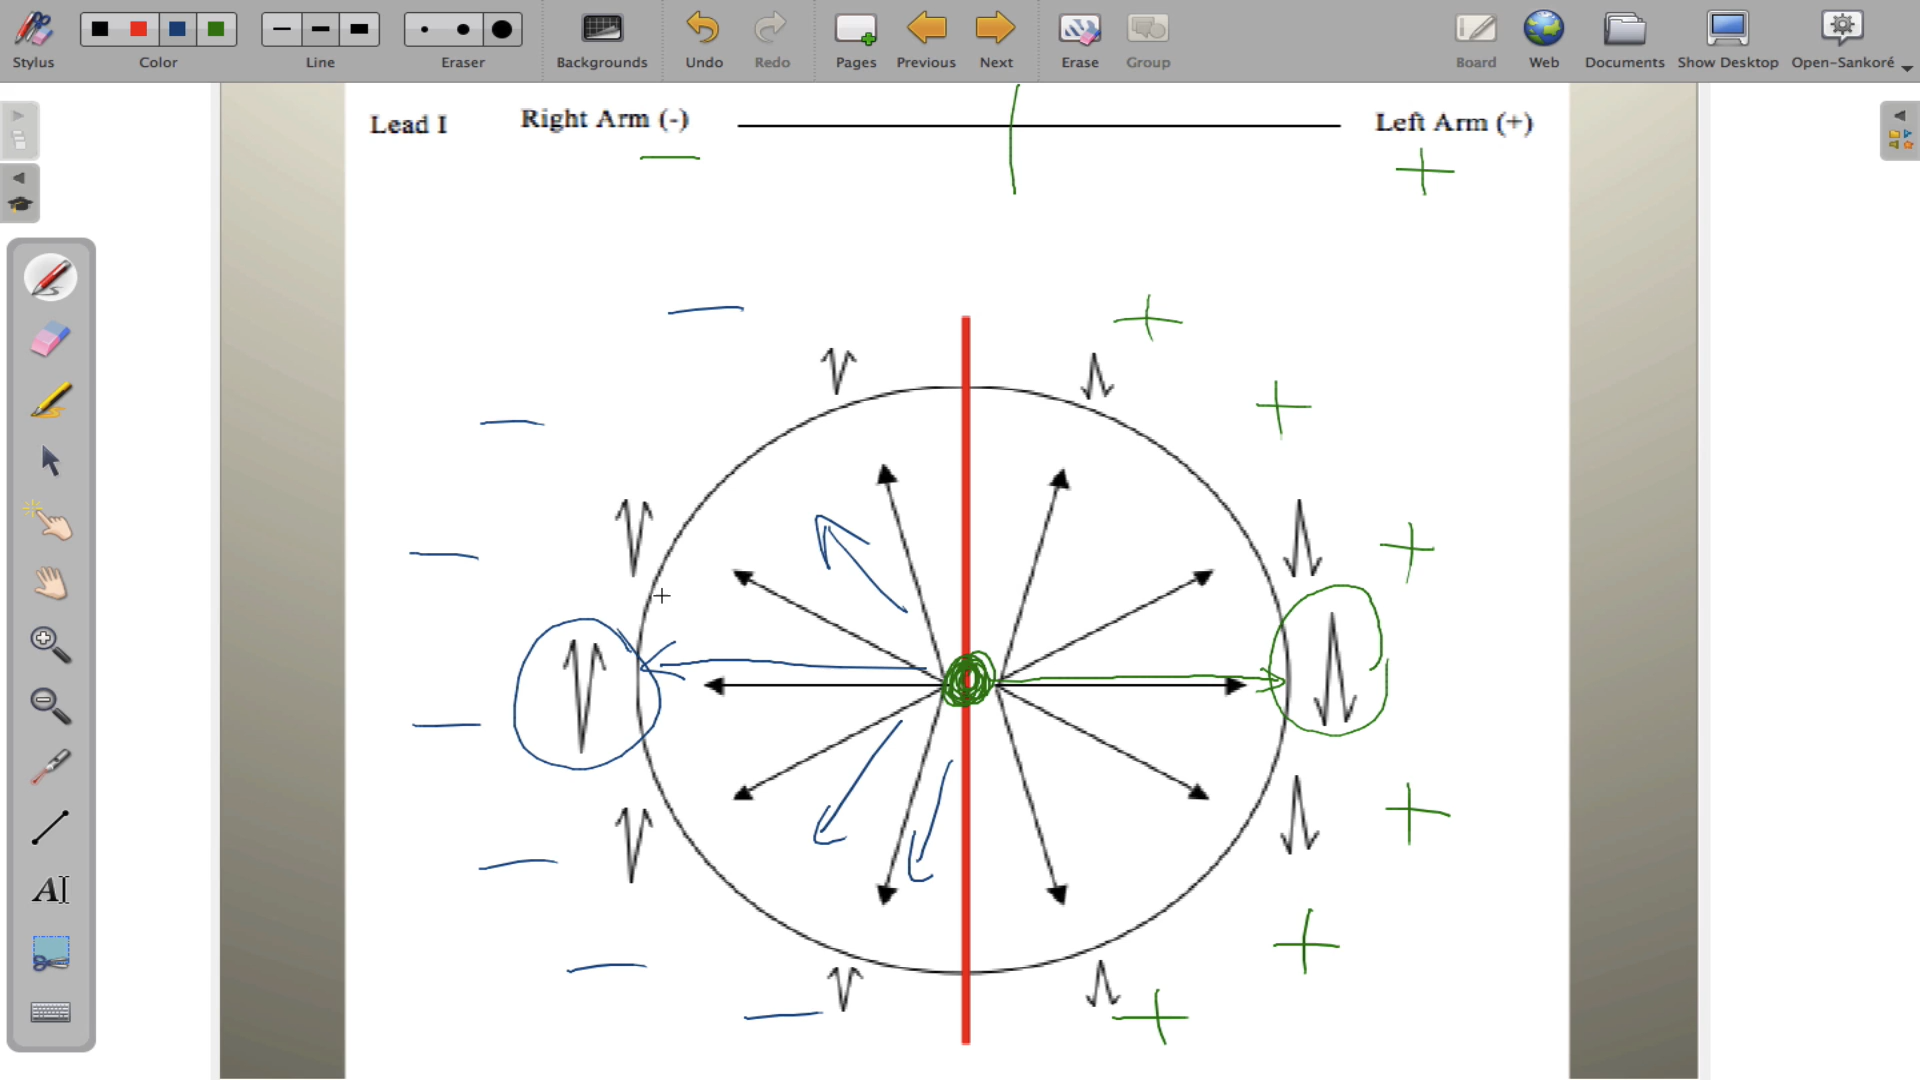 Stylus
Color
Line
Eraser
Backgrounds
Undo
Redo
Pages
Previous
Next
Erase
Group
Board
Web
Documents
Show Desktop
Open-Sankoré
Lead I
Right Arm (-)
Left Arm (+)
−
+
−
+
−
+
−
+
−
+
−
+
−
+
−
AI